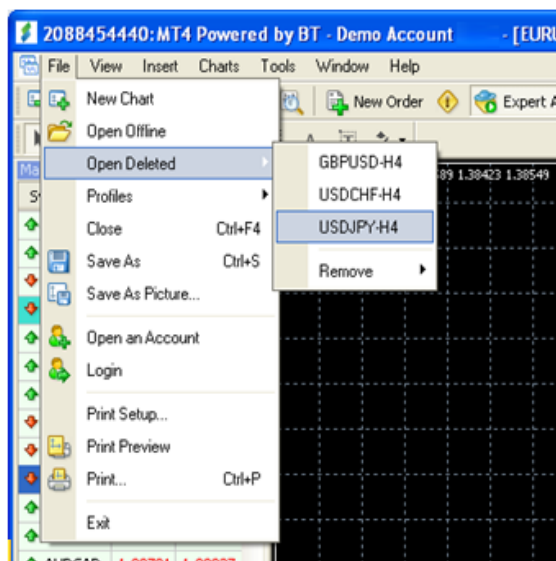 2088454440: MT4 Powered by BT - Demo Account - [EURU
File View Insert Charts Tools Window Help
New Chart
New Order
Expert A
Open Offline
Open Deleted
GBPUSD-H4
1.38423 1.38549
Profiles
USDCHF-H4
Close Ctrl+F4
USDJPY-H4
Save As Ctrl+S
Remove
Save As Picture...
Open an Account
Login
Print Setup...
Print Preview
Print... Ctrl+P
Exit